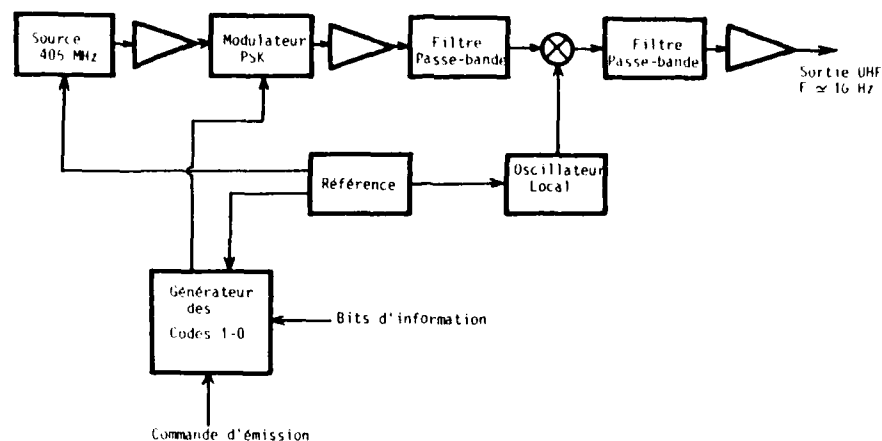 Source
405 MHz
Modulateur
PSK
Filtre
Passe-bande
Filtre
Passe-bande
Sortie UHF
F ≃ 1G Hz
Référence
Oscillateur
Local
Générateur
des
Codes 1-0
Bits d'information
Commande d'émission